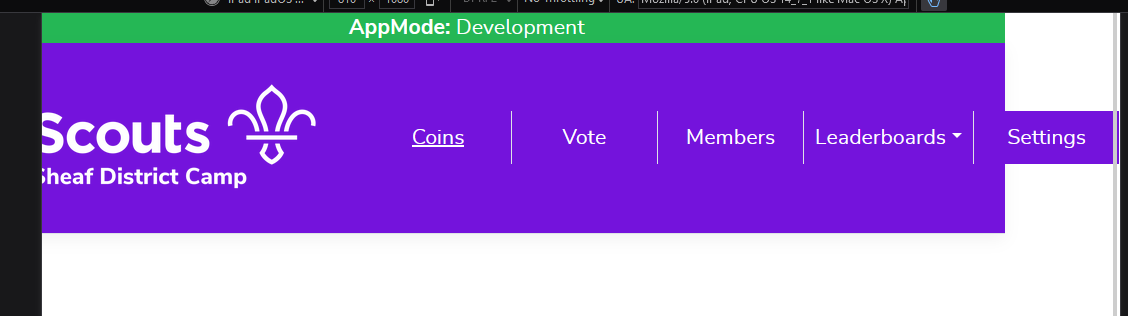 AppMode: Development
Scouts
Sheaf District Camp
Coins
Vote
Members
Leaderboards
Settings